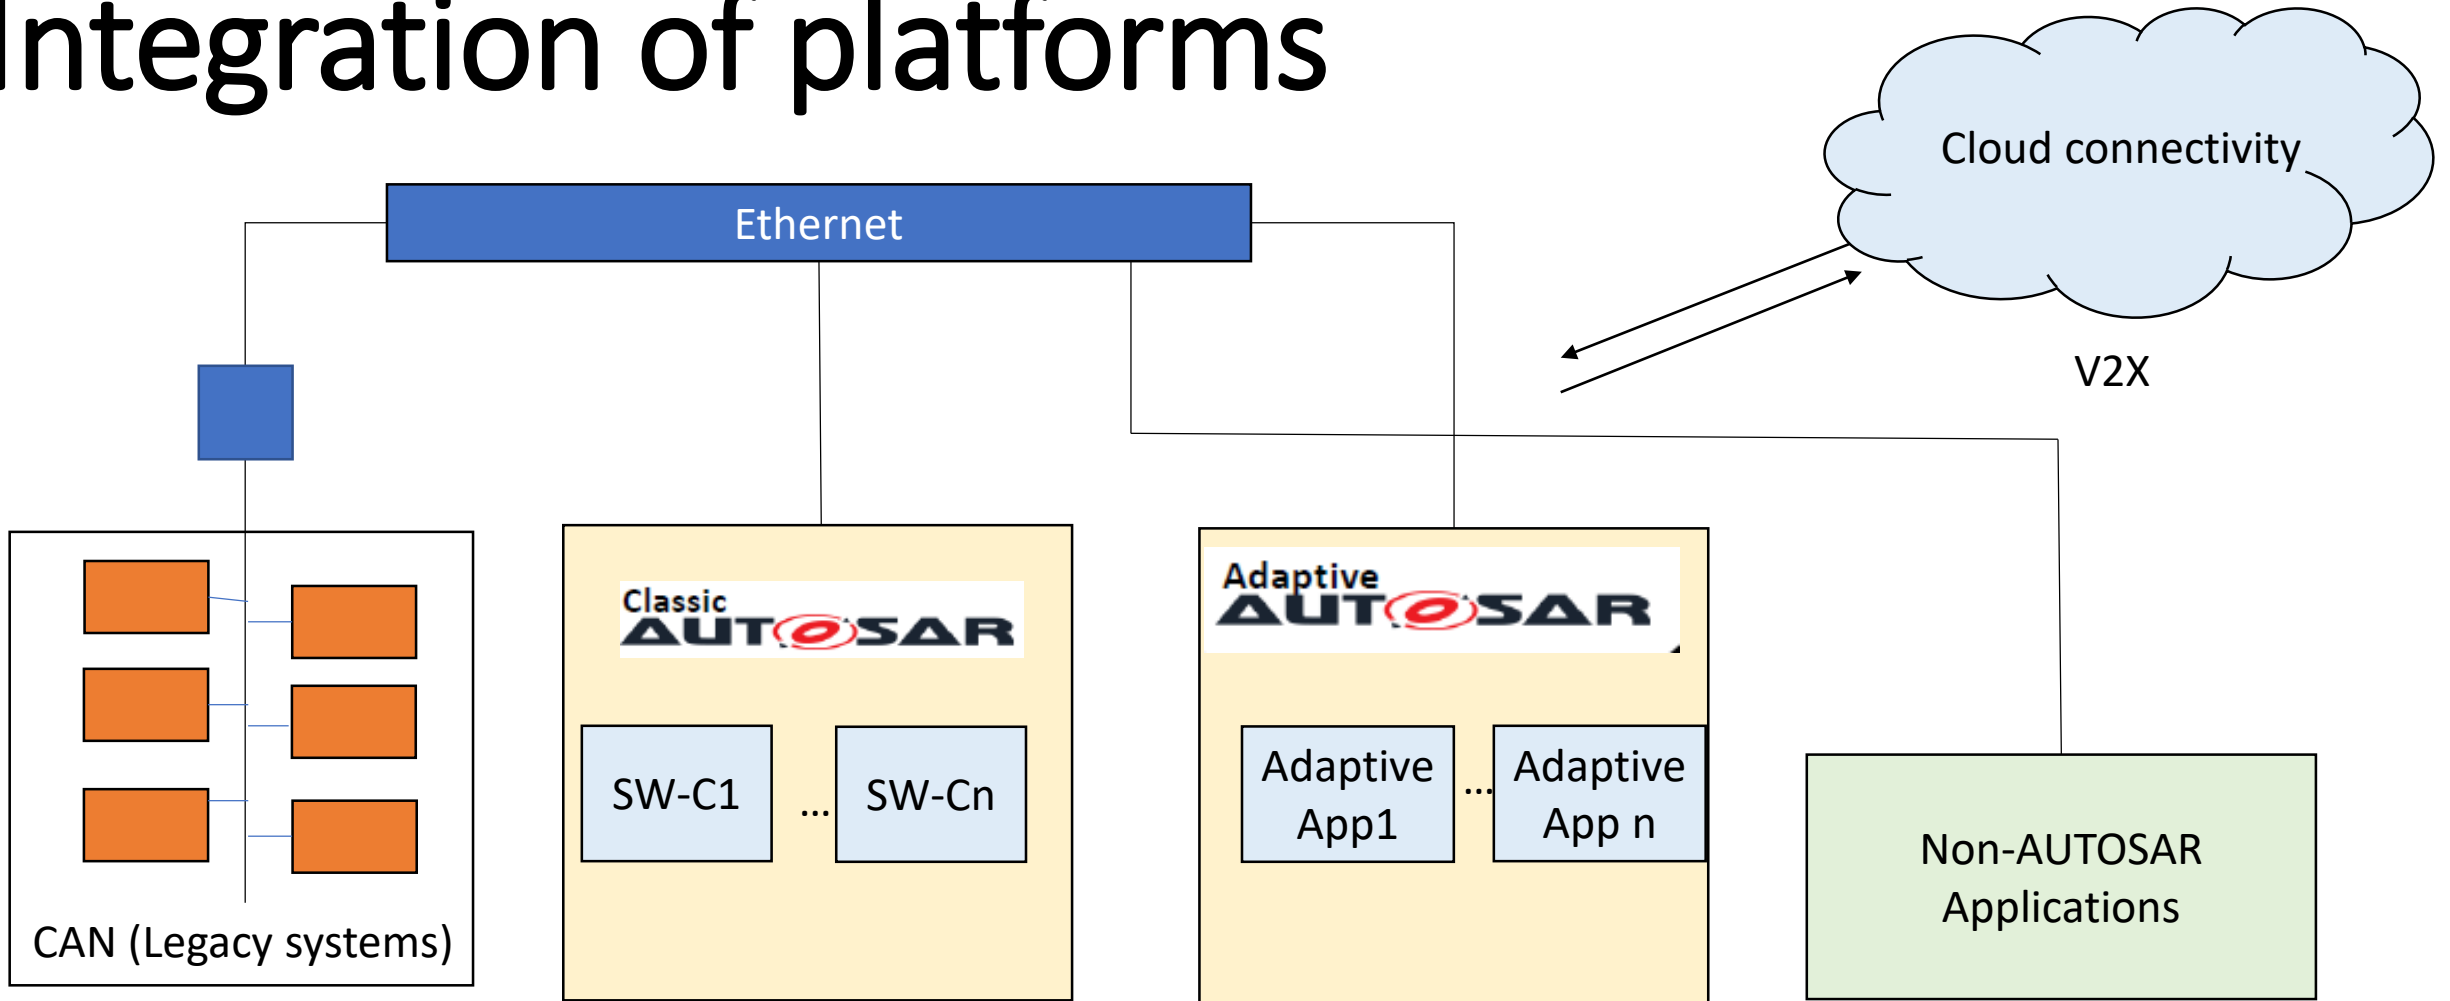 Integration of platforms
Cloud connectivity
Ethernet
V2X
Classic
AUTOSAR
Adaptive
AUTOSAR
SW-C1
...
SW-Cn
Adaptive
App1
...
Adaptive
App n
Non-AUTOSAR
Applications
CAN (Legacy systems)